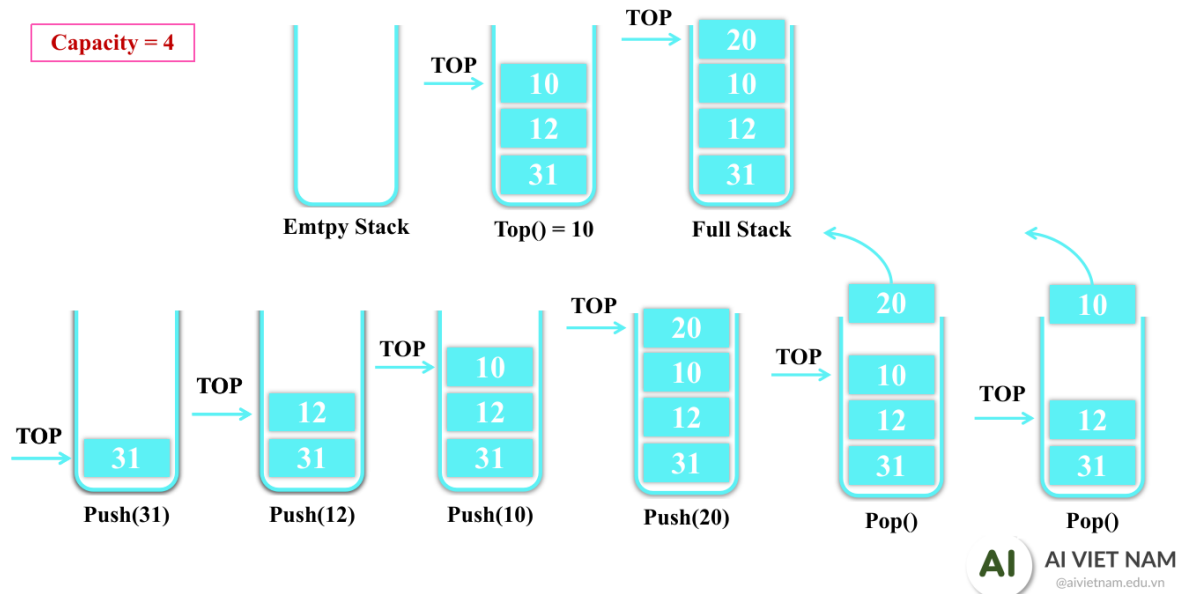 Capacity = 4
TOP
10
12
31
TOP
20
10
12
31
Emtpy Stack
Top() = 10
Full Stack
TOP
31
TOP
12
31
TOP
10
12
31
TOP
20
10
12
31
TOP
20
10
12
31
TOP
10
12
31
Push(31)
Push(12)
Push(10)
Push(20)
Pop()
Pop()
AI
AI VIET NAM
@aivietnam.edu.vn